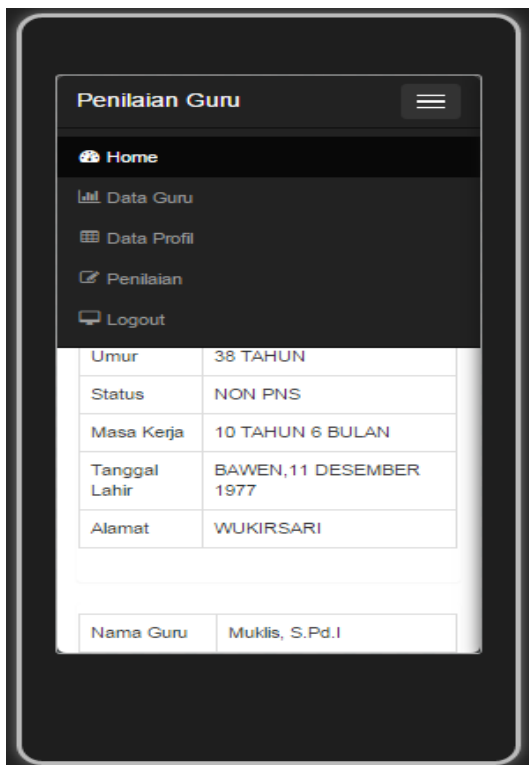 Penilaian Guru
Home
Data Guru
Data Profil
Penilaian
Logout
Umur 38 TAHUN
Status NON PNS
Masa Kerja 10 TAHUN 6 BULAN
Tanggal Lahir BAWEN,11 DESEMBER 1977
Alamat WUKIRSARI
Nama Guru Muklis, S.Pd.I